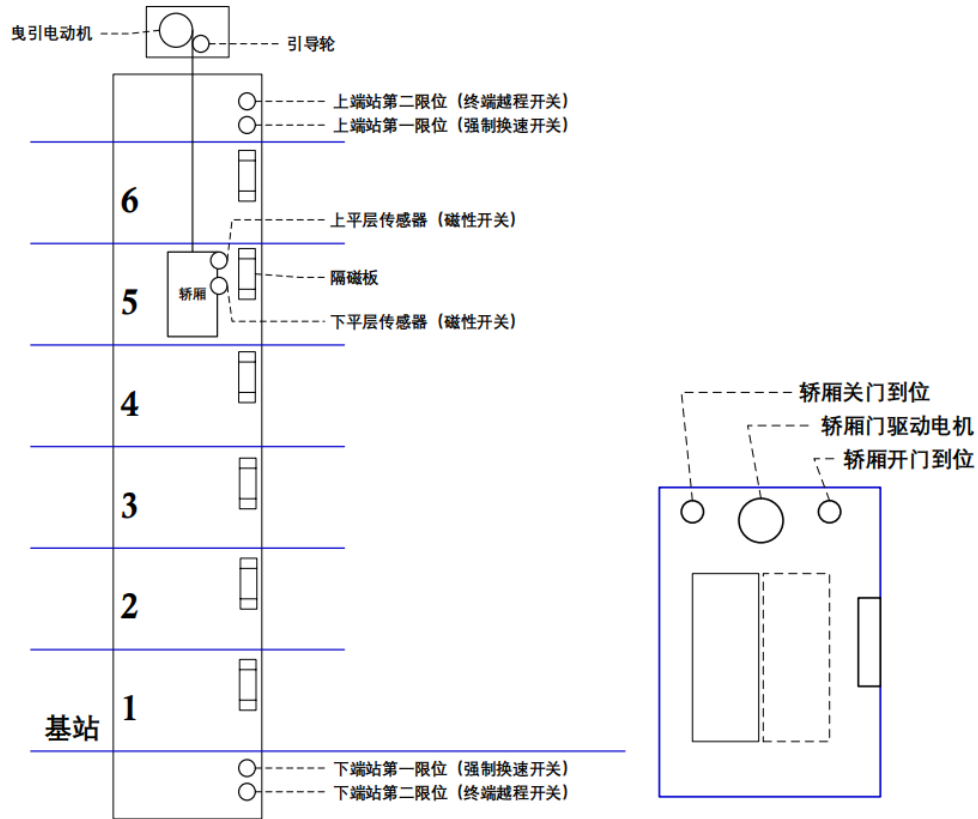 曳引电动机
引导轮
上端站第二限位（终端越程开关）
上端站第一限位（强制换速开关）
6
上平层传感器（磁性开关）
隔磁板
轿厢
5
下平层传感器（磁性开关）
4
3
2
1
基站
下端站第一限位（强制换速开关）
下端站第二限位（终端越程开关）
轿厢关门到位
轿厢门驱动电机
轿厢开门到位